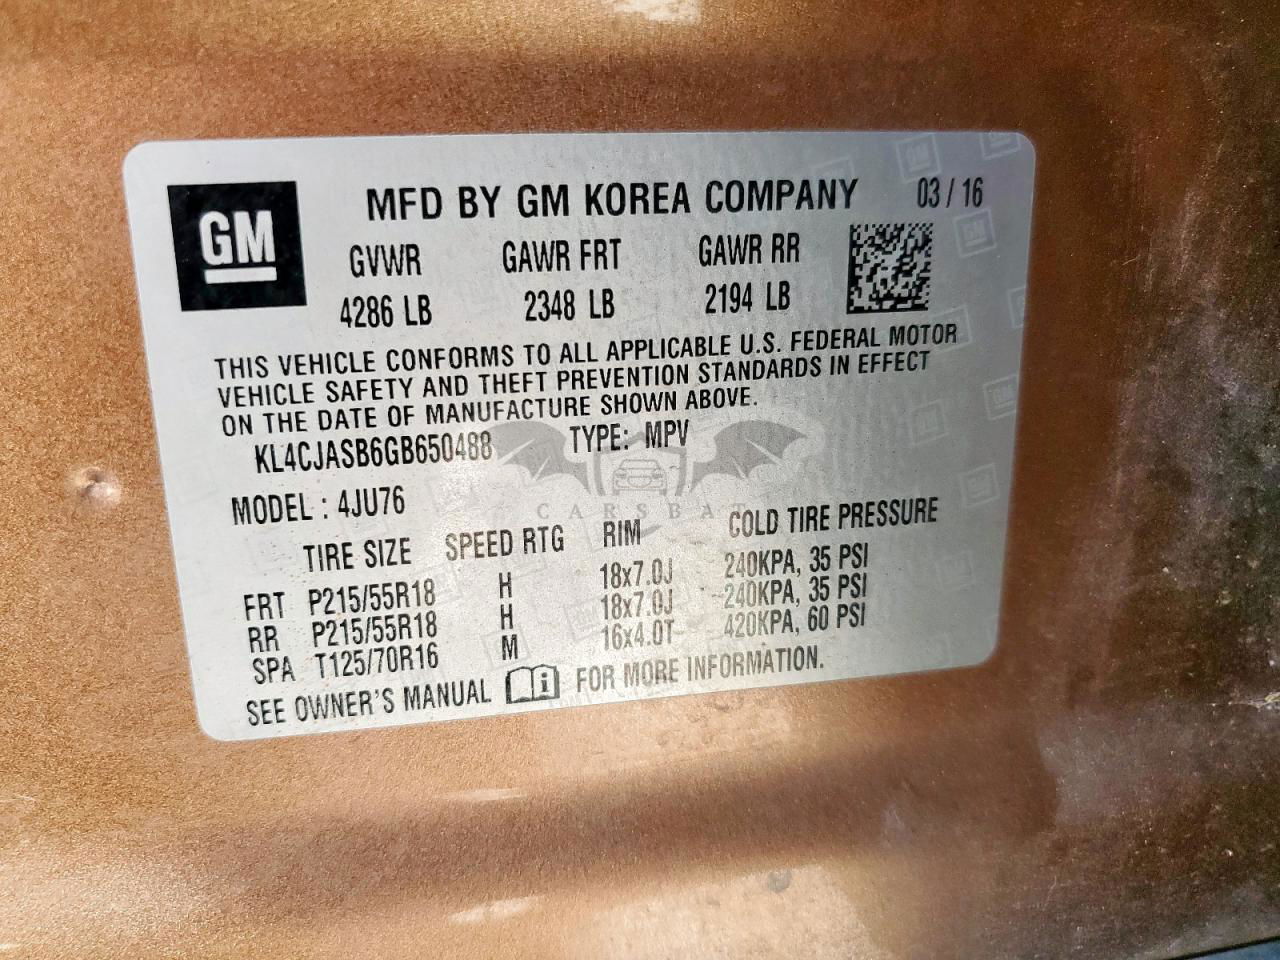 GM MFD BY GM KOREA COMPANY 03 / 16
GVWR GAWR FRT GAWR RR
4286 LB 2348 LB 2194 LB
THIS VEHICLE CONFORMS TO ALL APPLICABLE U.S. FEDERAL MOTOR
VEHICLE SAFETY AND THEFT PREVENTION STANDARDS IN EFFECT
ON THE DATE OF MANUFACTURE SHOWN ABOVE.
KL4CJASB6GB650488 TYPE: MPV
MODEL : 4JU76
TIRE SIZE SPEED RTG RIM COLD TIRE PRESSURE
FRT P215/55R18 H 18x7.0J 240KPA, 35 PSI
RR P215/55R18 H 18x7.0J 240KPA, 35 PSI
SPA T125/70R16 M 16x4.0T 420KPA, 60 PSI
SEE OWNER'S MANUAL i FOR MORE INFORMATION.